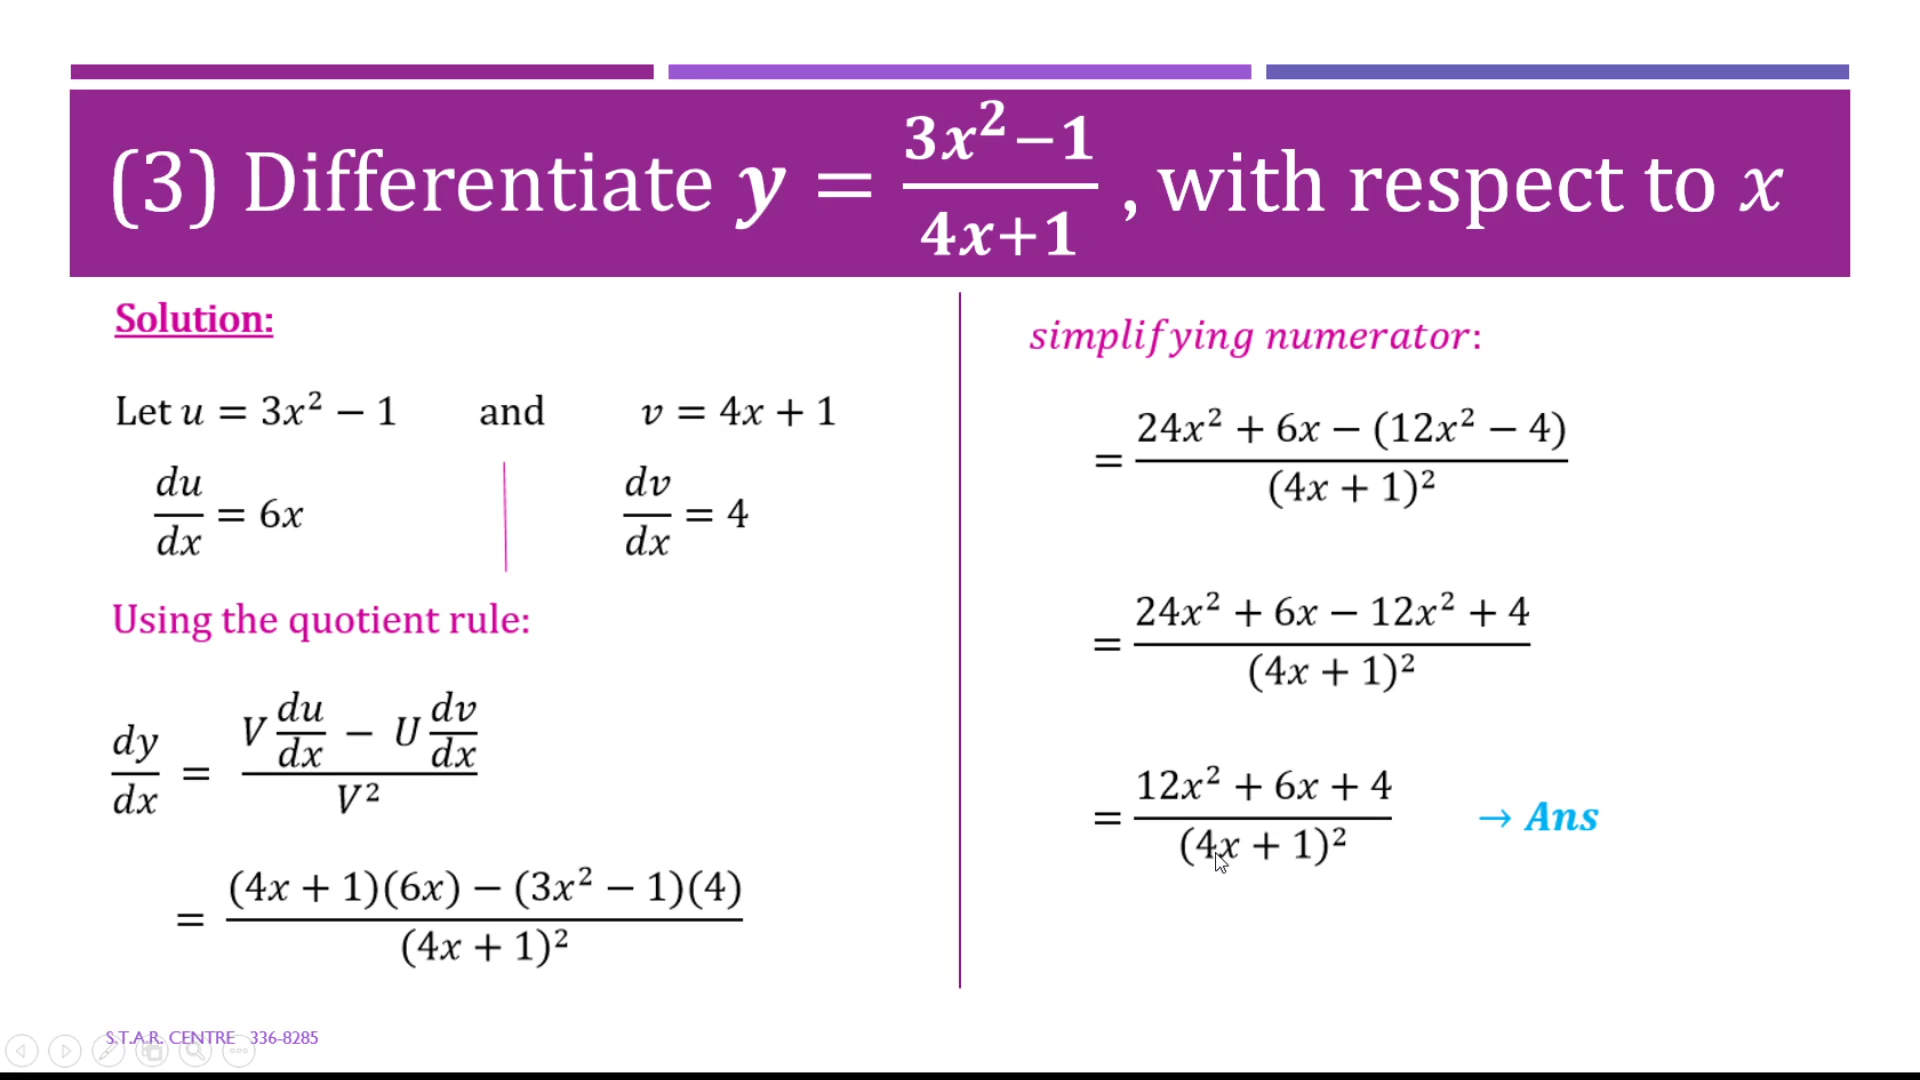 (3) Differentiate y = (3x² − 1)/(4x + 1) , with respect to x
Solution:
Let u = 3x² − 1 and v = 4x + 1
du/dx = 6x dv/dx = 4
Using the quotient rule:
dy/dx = (V du/dx − U dv/dx)/V²
= ((4x + 1)(6x) − (3x² − 1)(4))/(4x + 1)²
simplifying numerator:
= (24x² + 6x − (12x² − 4))/(4x + 1)²
= (24x² + 6x − 12x² + 4)/(4x + 1)²
= (12x² + 6x + 4)/(4x + 1)² → Ans
S.T.A.R. CENTRE 336-8285